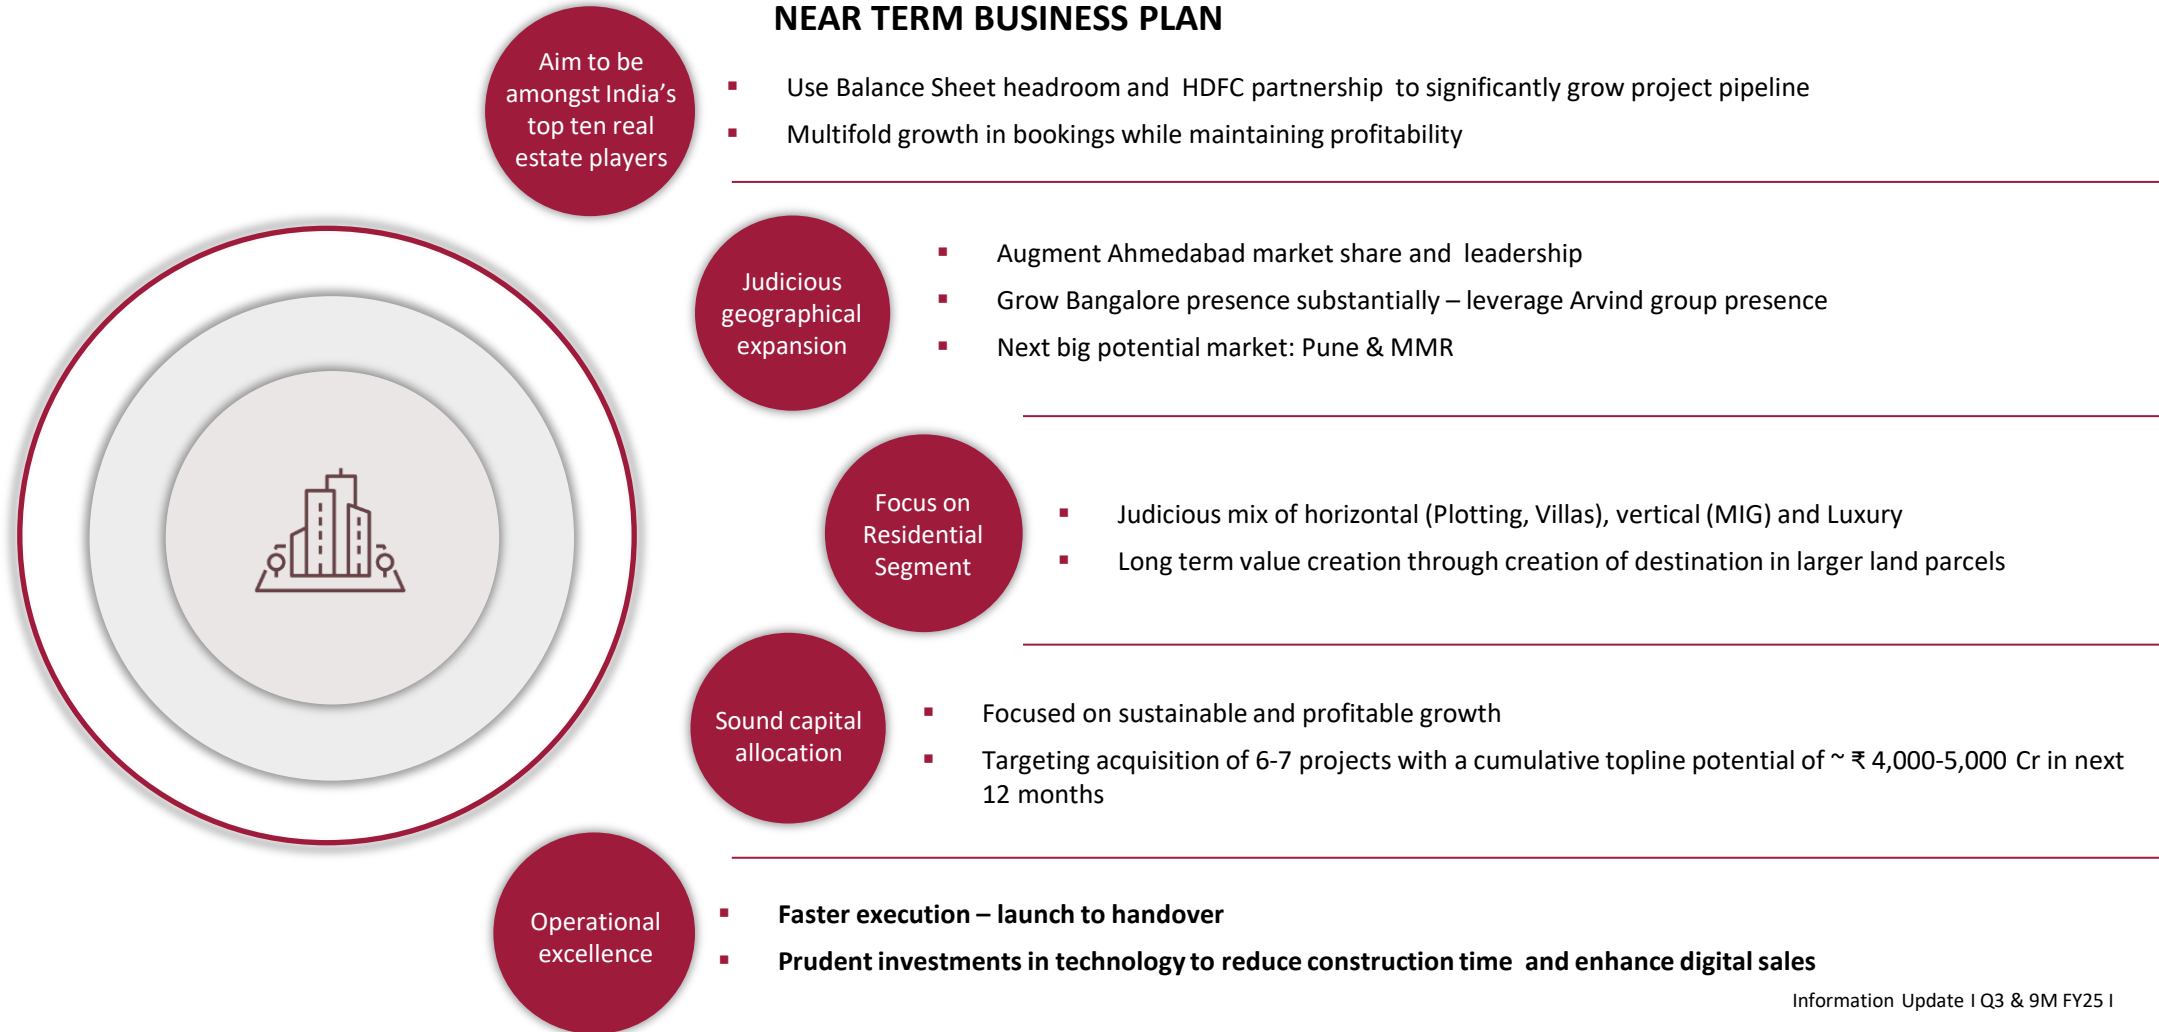 NEAR TERM BUSINESS PLAN
Aim to be
amongst India’s
top ten real
estate players
▪ Use Balance Sheet headroom and HDFC partnership to significantly grow project pipeline
▪ Multifold growth in bookings while maintaining profitability
Judicious
geographical
expansion
▪ Augment Ahmedabad market share and leadership
▪ Grow Bangalore presence substantially – leverage Arvind group presence
▪ Next big potential market: Pune & MMR
Focus on
Residential
Segment
▪ Judicious mix of horizontal (Plotting, Villas), vertical (MIG) and Luxury
▪ Long term value creation through creation of destination in larger land parcels
Sound capital
allocation
▪ Focused on sustainable and profitable growth
▪ Targeting acquisition of 6-7 projects with a cumulative topline potential of ~ ₹ 4,000-5,000 Cr in next
12 months
Operational
excellence
▪ Faster execution – launch to handover
▪ Prudent investments in technology to reduce construction time and enhance digital sales
Information Update I Q3 & 9M FY25 I